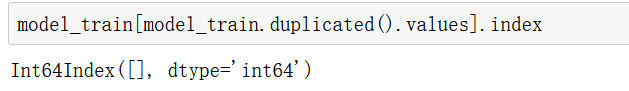 model_train[model_train.duplicated().values].index
Int64Index([], dtype='int64')